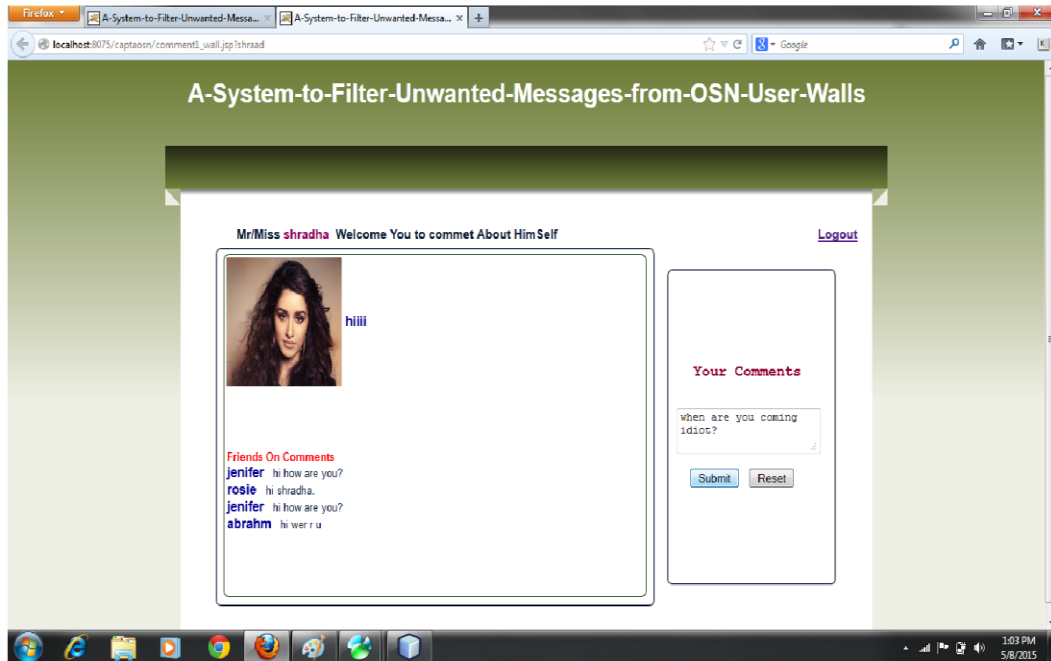 Firefox
A-System-to-Filter-Unwanted-Messa...
A-System-to-Filter-Unwanted-Messa...
localhost:8075/captaosn/comment1_wall.jsp?shraad
Google
A-System-to-Filter-Unwanted-Messages-from-OSN-User-Walls
Mr/Miss shradha Welcome You to commet About HimSelf
Logout
hiiii
Your Comments
when are you coming
idiot?
Submit Reset
Friends On Comments
jenifer hi how are you?
rosie hi shradha.
jenifer hi how are you?
abrahm hi wer r u
1:03 PM
5/8/2015